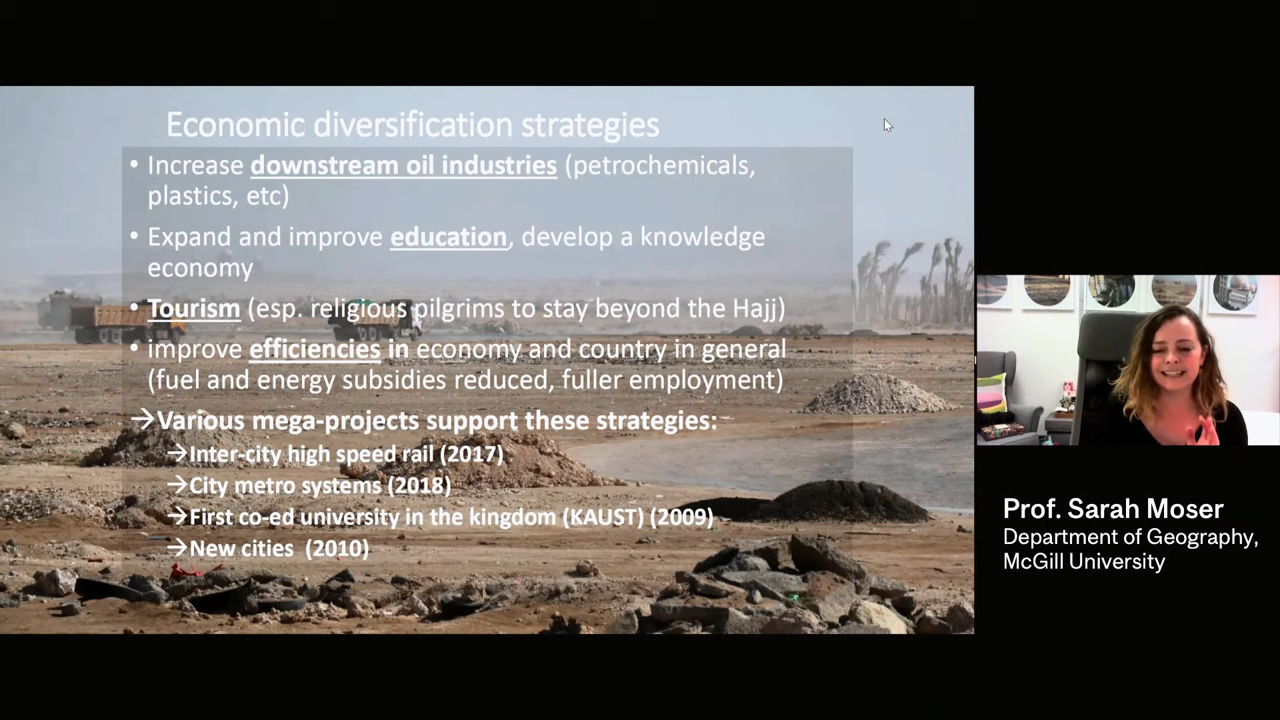 Economic diversification strategies
• Increase downstream oil industries (petrochemicals,
plastics, etc)
• Expand and improve education, develop a knowledge
economy
• Tourism (esp. religious pilgrims to stay beyond the Hajj)
• improve efficiencies in economy and country in general
(fuel and energy subsidies reduced, fuller employment)
→Various mega-projects support these strategies:
→Inter-city high speed rail (2017)
→City metro systems (2018)
→First co-ed university in the kingdom (KAUST) (2009)
→New cities (2010)
Prof. Sarah Moser
Department of Geography,
McGill University